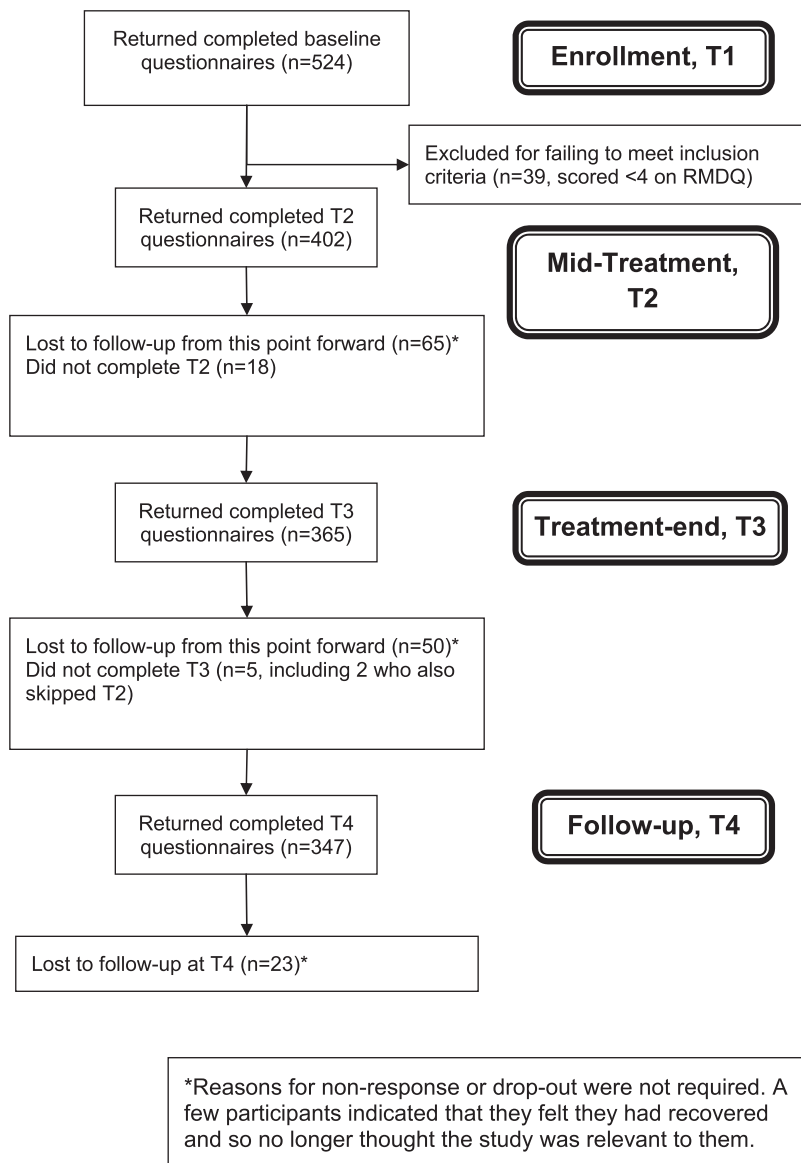 Returned completed baseline
questionnaires (n=524)
Enrollment, T1
Excluded for failing to meet inclusion
criteria (n=39, scored <4 on RMDQ)
Returned completed T2
questionnaires (n=402)
Mid-Treatment,
T2
Lost to follow-up from this point forward (n=65)*
Did not complete T2 (n=18)
Returned completed T3
questionnaires (n=365)
Treatment-end, T3
Lost to follow-up from this point forward (n=50)*
Did not complete T3 (n=5, including 2 who also
skipped T2)
Returned completed T4
questionnaires (n=347)
Follow-up, T4
Lost to follow-up at T4 (n=23)*
*Reasons for non-response or drop-out were not required. A
few participants indicated that they felt they had recovered
and so no longer thought the study was relevant to them.